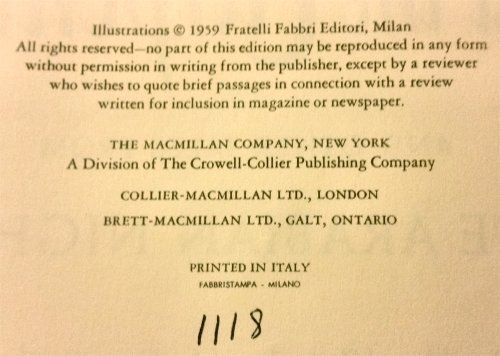 Illustrations © 1959 Fratelli Fabbri Editori, Milan
All rights reserved—no part of this edition may be reproduced in any form
without permission in writing from the publisher, except by a reviewer
who wishes to quote brief passages in connection with a review
written for inclusion in magazine or newspaper.
THE MACMILLAN COMPANY, NEW YORK
A Division of The Crowell-Collier Publishing Company
COLLIER-MACMILLAN LTD., LONDON
BRETT-MACMILLAN LTD., GALT, ONTARIO
PRINTED IN ITALY
FABBRISTAMPA - MILANO
1118